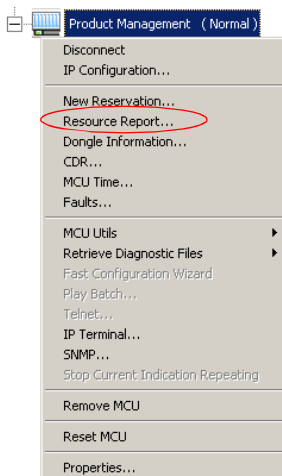 Product Management (Normal)
Disconnect
IP Configuration...
New Reservation...
Resource Report...
Dongle Information...
CDR...
MCU Time...
Faults...
MCU Utils
Retrieve Diagnostic Files
Fast Configuration Wizard
Play Batch...
Telnet...
IP Terminal...
SNMP...
Stop Current Indication Repeating
Remove MCU
Reset MCU
Properties...